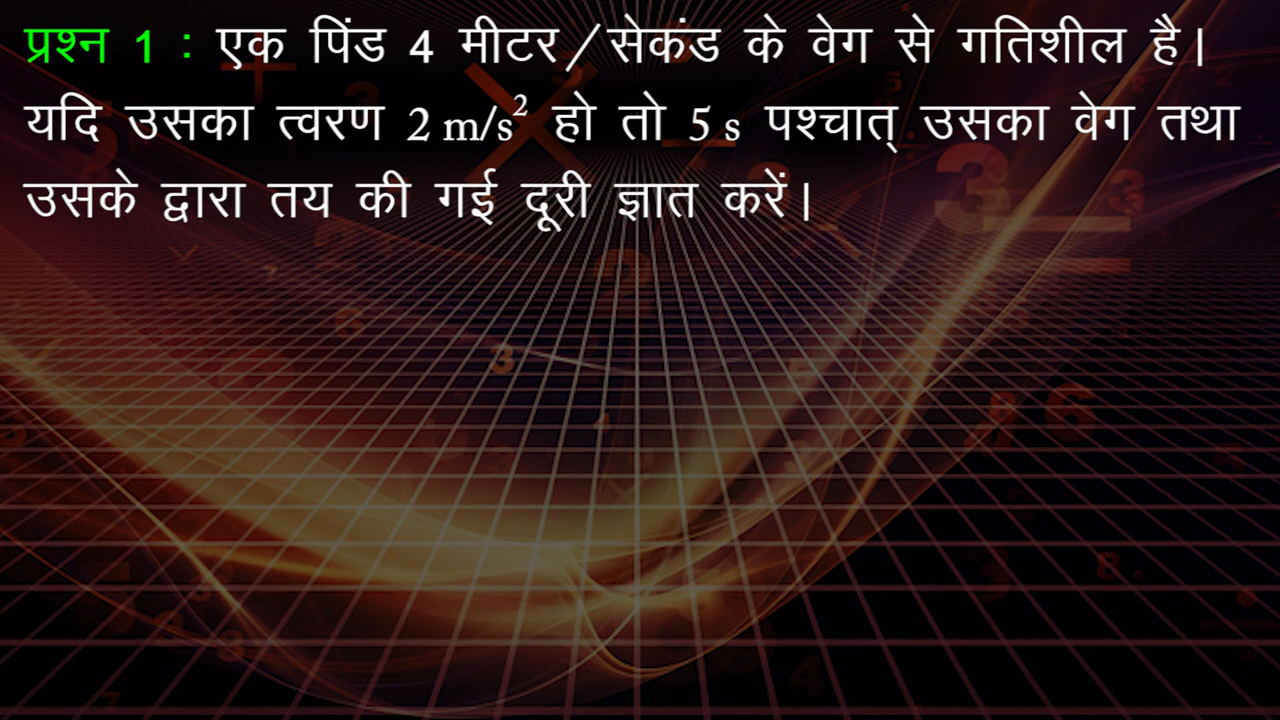 प्रश्न 1 : एक पिंड 4 मीटर/सेकंड के वेग से गतिशील है।
यदि उसका त्वरण 2 m/s² हो तो 5 s पश्चात् उसका वेग तथा
उसके द्वारा तय की गई दूरी ज्ञात करें।